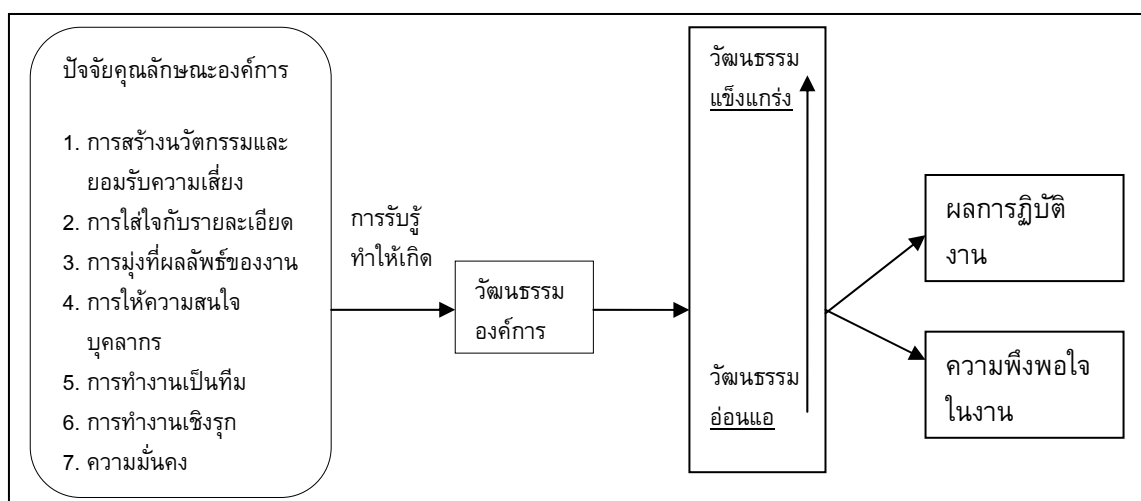 ปัจจัยคุณลักษณะองค์การ
1. การสร้างนวัตกรรมและ
ยอมรับความเสี่ยง
2. การใส่ใจกับรายละเอียด
3. การมุ่งที่ผลลัพธ์ของงาน
4. การให้ความสนใจ
บุคลากร
5. การทำงานเป็นทีม
6. การทำงานเชิงรุก
7. ความมั่นคง
การรับรู้
ทำให้เกิด
วัฒนธรรม
องค์การ
วัฒนธรรม
แข็งแกร่ง
วัฒนธรรม
อ่อนแอ
ผลการฏิบัติ
งาน
ความพึงพอใจ
ในงาน